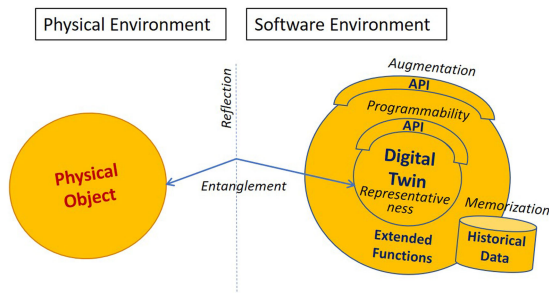 Physical Environment
Software Environment
Reflection
Augmentation
API
Programmability
API
Physical
Object
Entanglement
Digital
Twin
Representative
ness
Memorization
Extended
Functions
Historical
Data